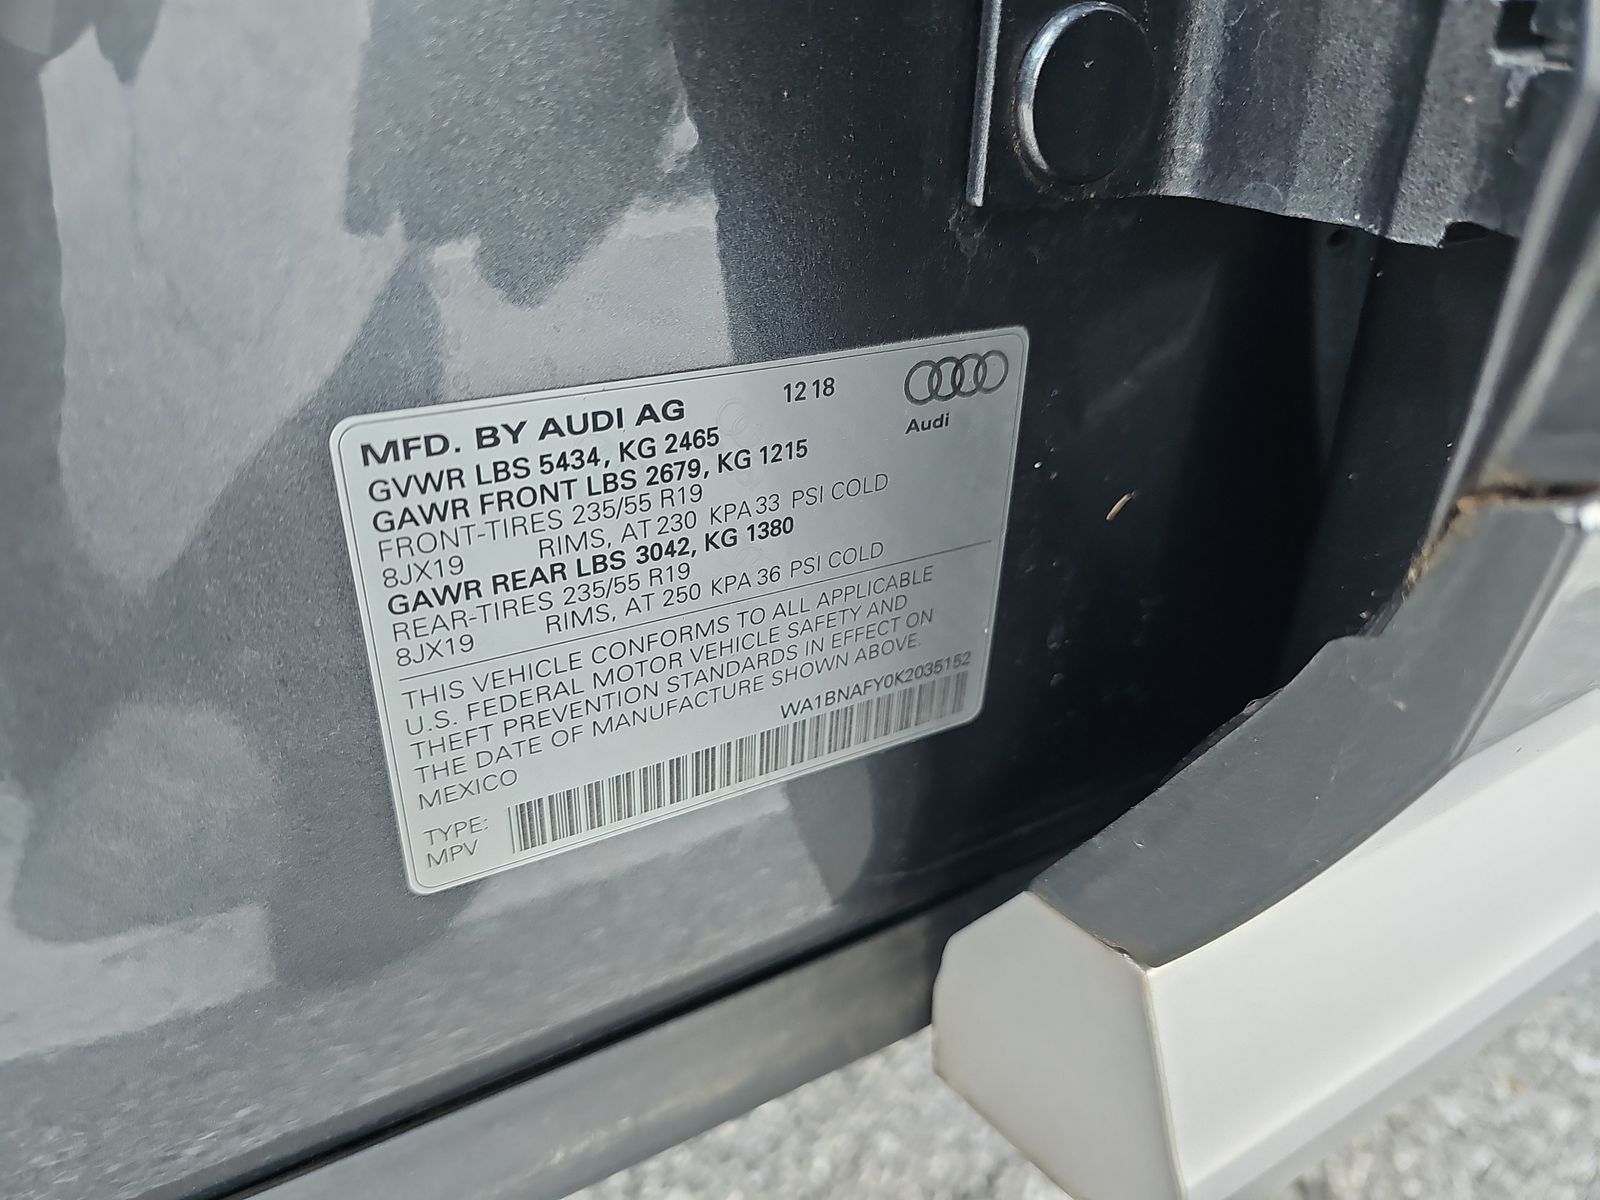 12 18
Audi
MFD. BY AUDI AG
GVWR LBS 5434, KG 2465
GAWR FRONT LBS 2679, KG 1215
FRONT-TIRES 235/55 R19
8JX19 RIMS, AT 230 KPA 33 PSI COLD
GAWR REAR LBS 3042, KG 1380
REAR-TIRES 235/55 R19
8JX19 RIMS, AT 250 KPA 36 PSI COLD
THIS VEHICLE CONFORMS TO ALL APPLICABLE
U.S. FEDERAL MOTOR VEHICLE SAFETY AND
THEFT PREVENTION STANDARDS IN EFFECT ON
THE DATE OF MANUFACTURE SHOWN ABOVE.
MEXICO WA1BNAFY0K2035152
TYPE:
MPV